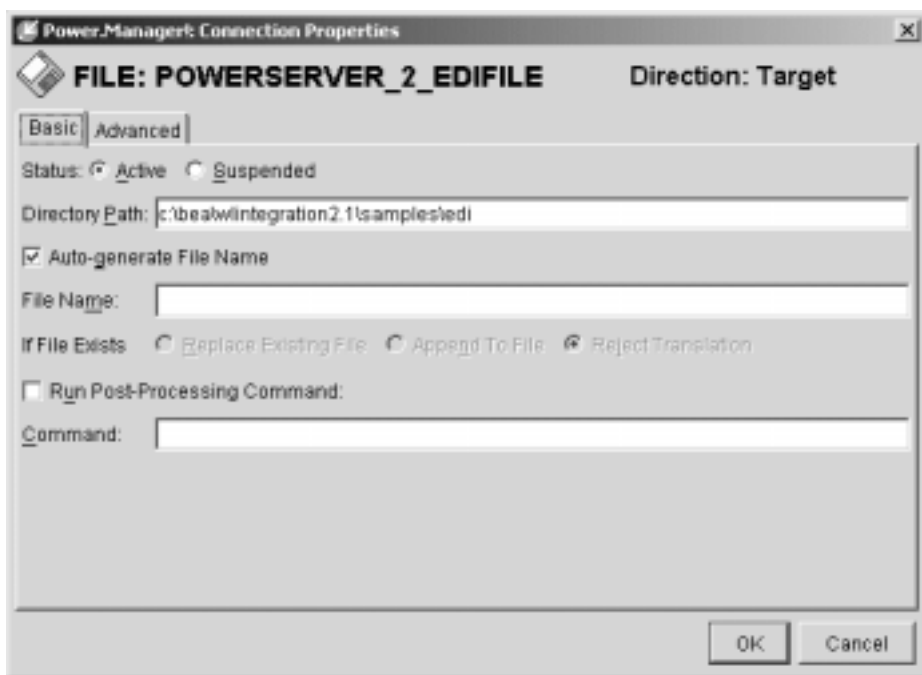 Power.Manager!: Connection Properties
FILE: POWERSERVER_2_EDIFILE Direction: Target
Basic Advanced
Status: Active Suspended
Directory Path: c:\bea\wlintegration2.1\samples\edi
Auto-generate File Name
File Name:
If File Exists Replace Existing File Append To File Reject Translation
Run Post-Processing Command:
Command:
OK Cancel